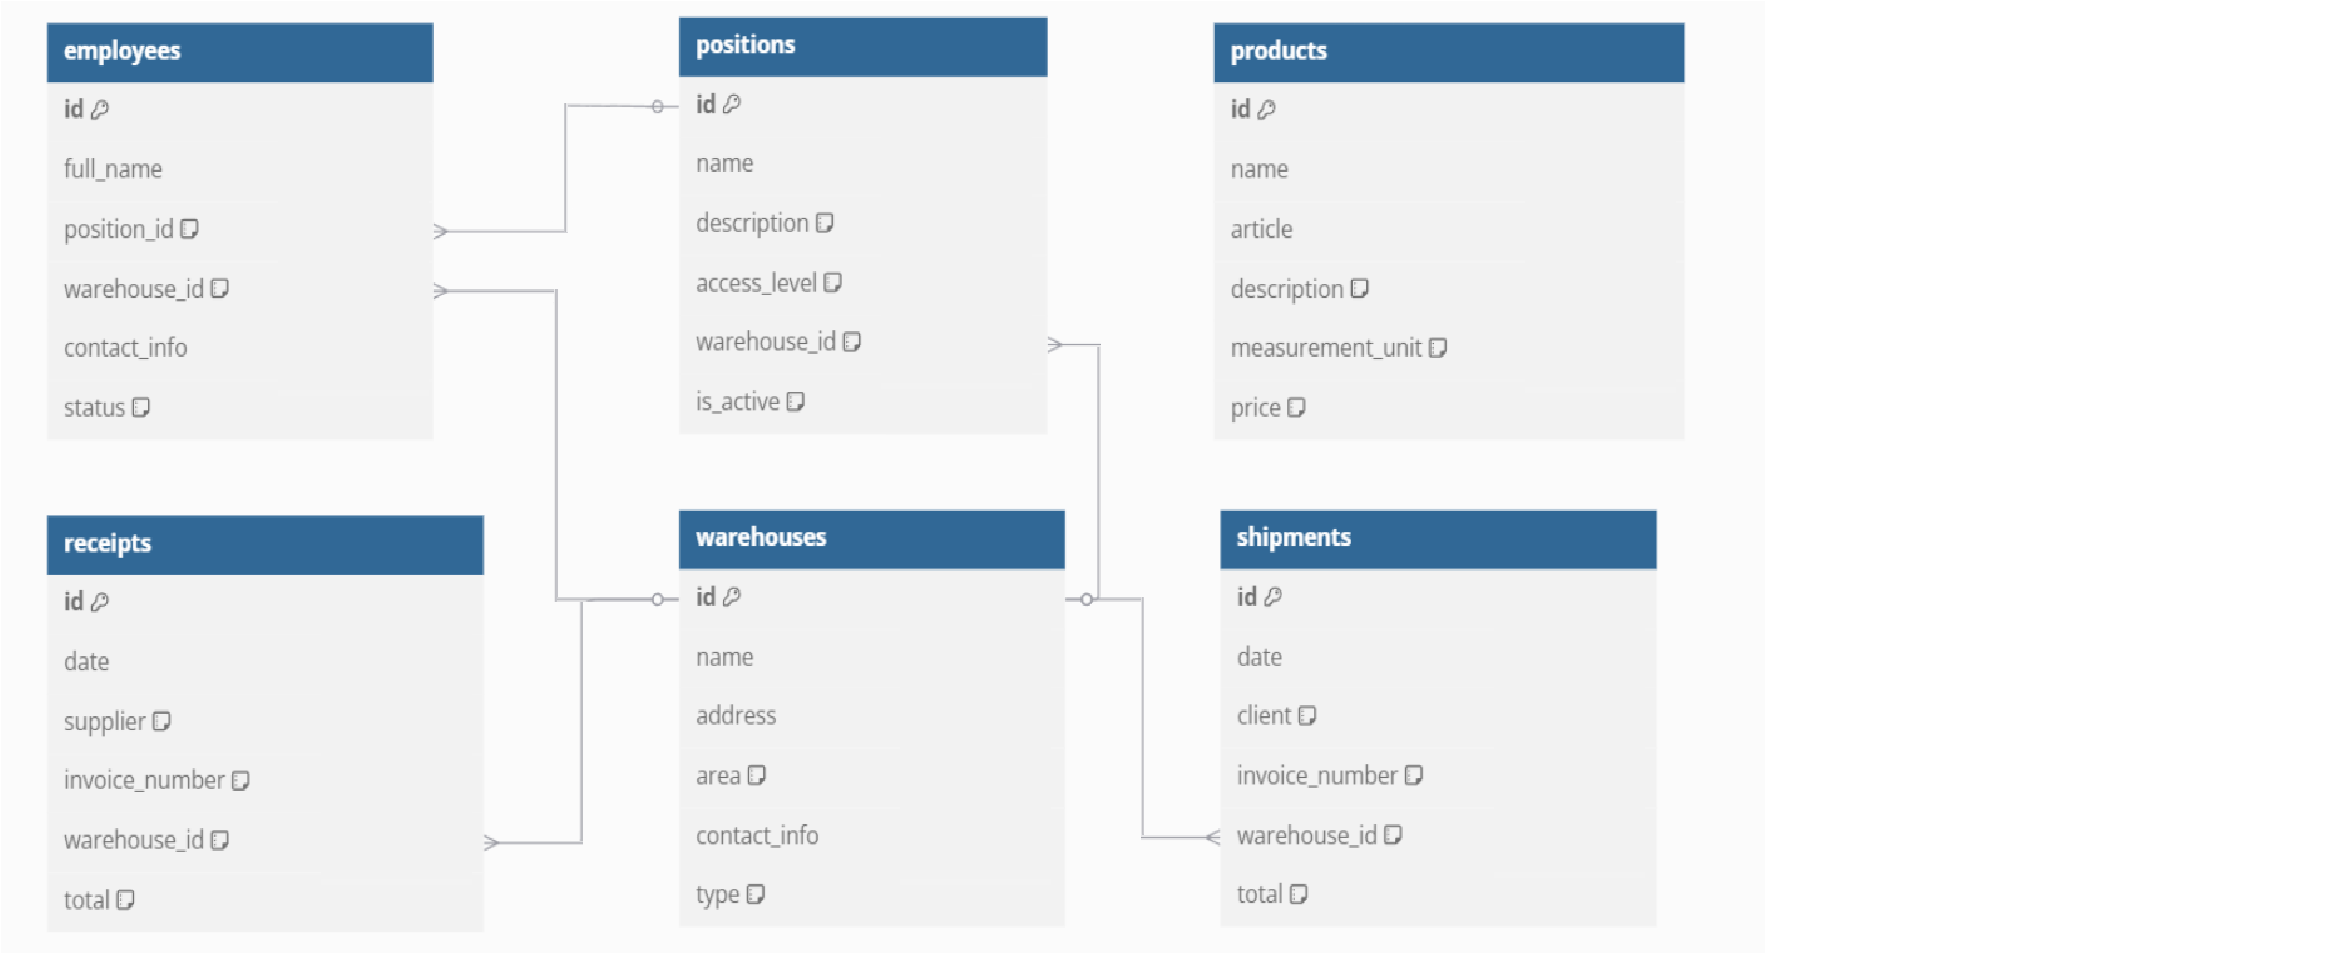 employees
id
full_name
position_id
warehouse_id
contact_info
status
positions
id
name
description
access_level
warehouse_id
is_active
products
id
name
article
description
measurement_unit
price
receipts
id
date
supplier
invoice_number
warehouse_id
total
warehouses
id
name
address
area
contact_info
type
shipments
id
date
client
invoice_number
warehouse_id
total